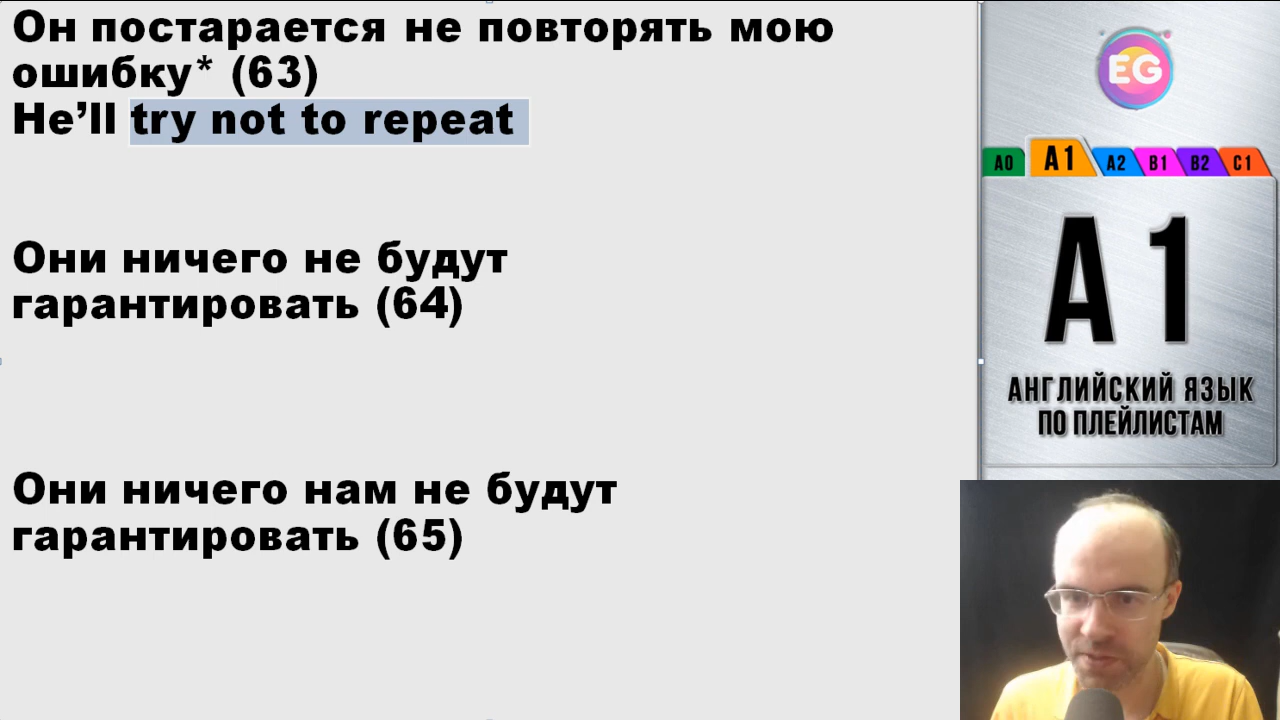 Он постарается не повторять мою
ошибку* (63)
He’ll try not to repeat
Они ничего не будут
гарантировать (64)
Они ничего нам не будут
гарантировать (65)
EG
A0 A1 A2 B1 B2 C1
A1
АНГЛИЙСКИЙ ЯЗЫК
ПО ПЛЕЙЛИСТАМ